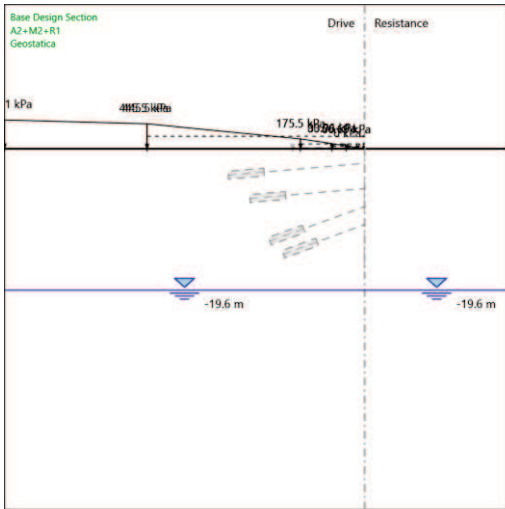 Base Design Section
A2+M2+R1
Geostatica
Drive
Resistance
1 kPa
175.5 kPa
-19.6 m
-19.6 m